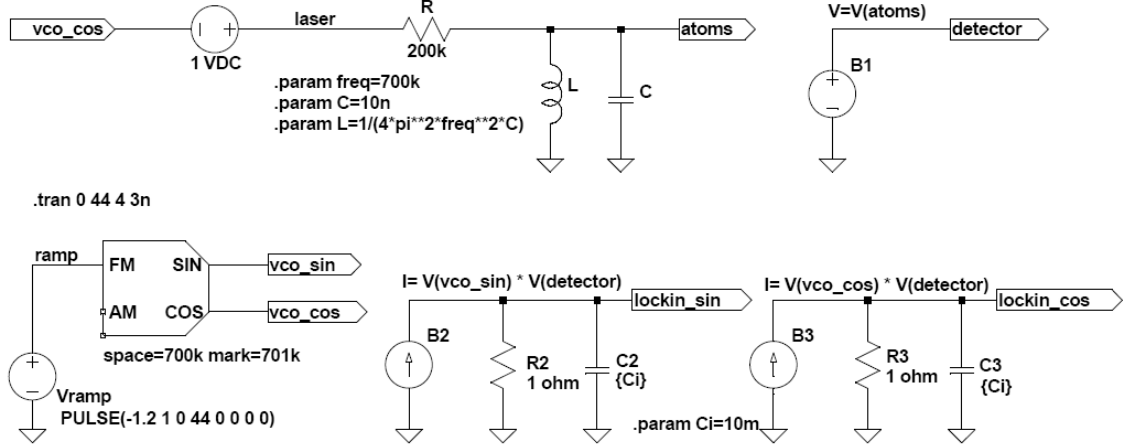 vco_cos
1 VDC
laser
R
200k
atoms
V=V(atoms)
detector
B1
.param freq=700k
.param C=10n
.param L=1/(4*pi**2*freq**2*C)
L
C
.tran 0 44 4 3n
ramp
FM
SIN
vco_sin
AM
COS
vco_cos
space=700k mark=701k
Vramp
PULSE(-1.2 1 0 44 0 0 0 0)
I= V(vco_sin) * V(detector)
lockin_sin
B2
R2
1 ohm
C2
{Ci}
I= V(vco_cos) * V(detector)
lockin_cos
B3
R3
1 ohm
C3
{Ci}
.param Ci=10m